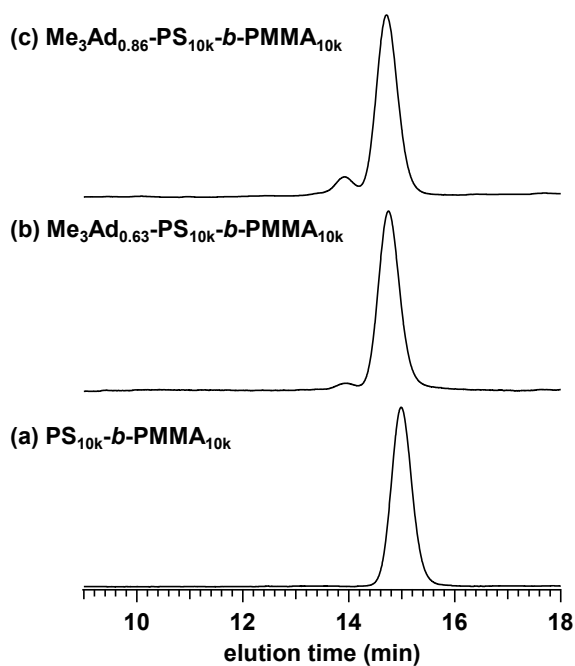 (c) Me₃Ad₀.₈₆-PS₁₀ₖ-b-PMMA₁₀ₖ
(b) Me₃Ad₀.₆₃-PS₁₀ₖ-b-PMMA₁₀ₖ
(a) PS₁₀ₖ-b-PMMA₁₀ₖ
10 12 14 16 18
elution time (min)